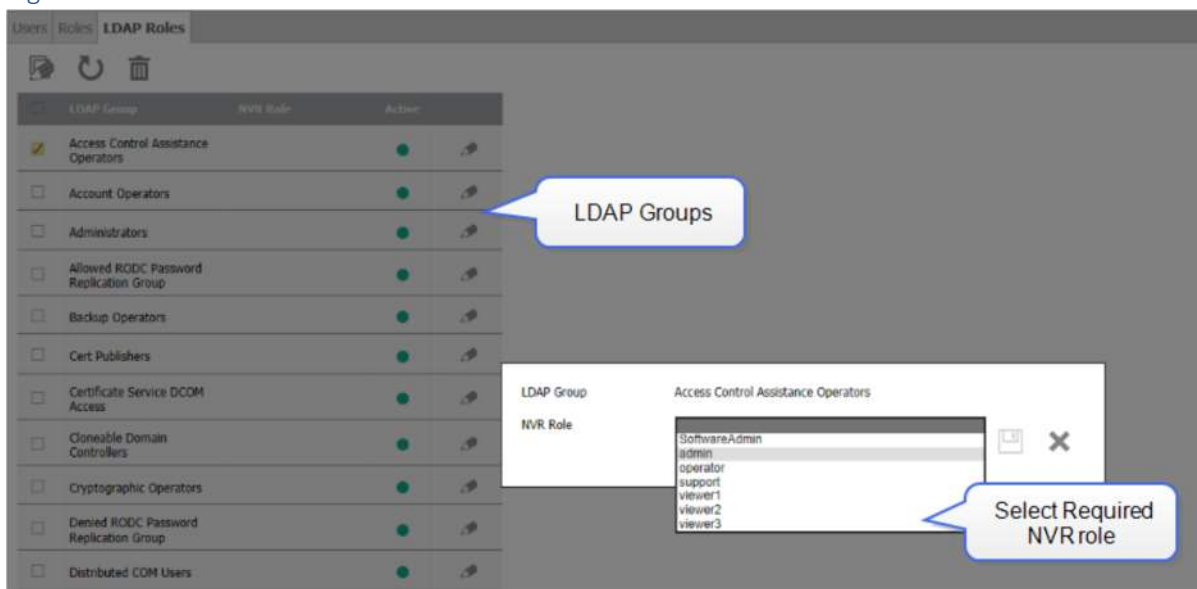 Users Roles LDAP Roles
LDAP Group NVR Role Active
Access Control Assistance
Operators
Account Operators
Administrators
Allowed RODC Password
Replication Group
Backup Operators
Cert Publishers
Certificate Service DCOM
Access
Cloneable Domain
Controllers
Cryptographic Operators
Denied RODC Password
Replication Group
Distributed COM Users
LDAP Groups
LDAP Group Access Control Assistance Operators
NVR Role
SoftwareAdmin
admin
operator
support
viewer1
viewer2
viewer3
Select Required
NVR role